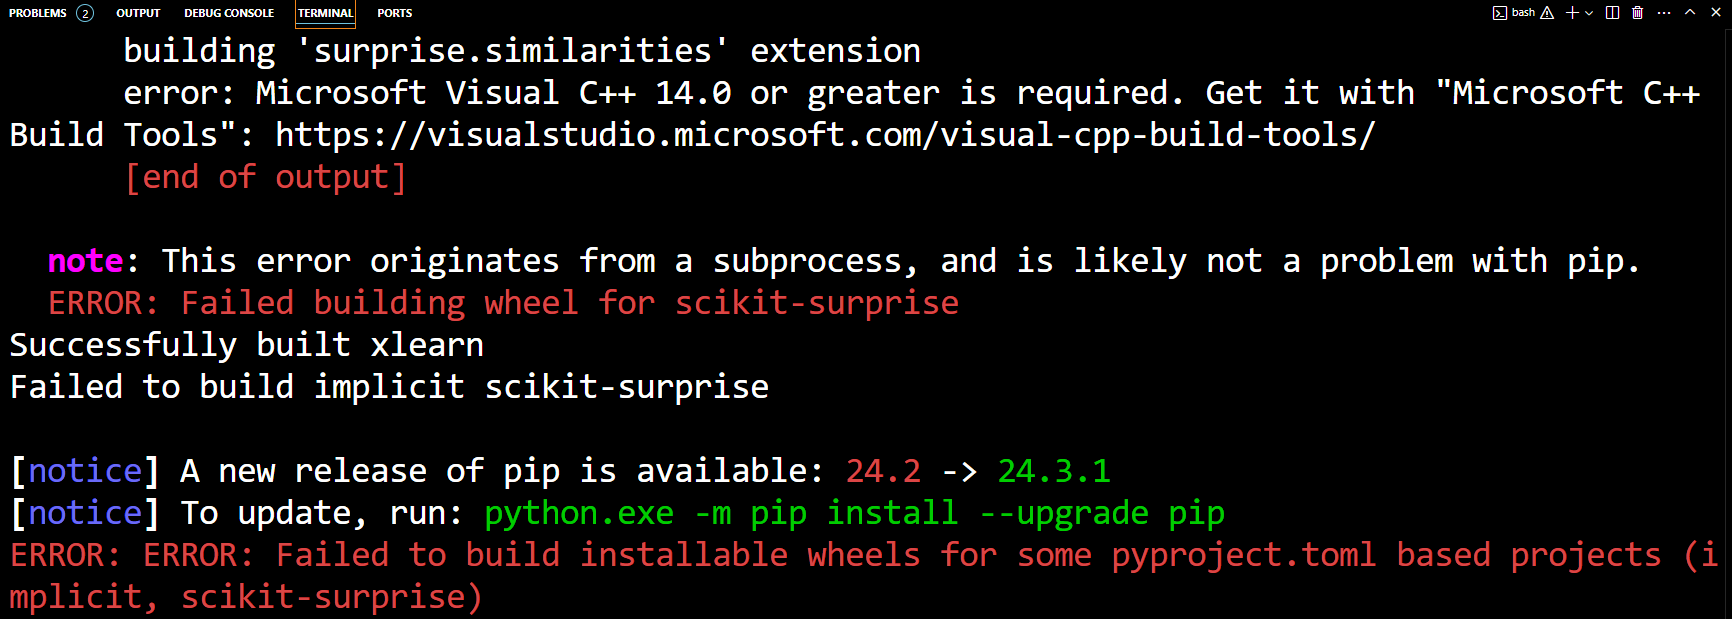 PROBLEMS 2 OUTPUT DEBUG CONSOLE TERMINAL PORTS bash
building 'surprise.similarities' extension
error: Microsoft Visual C++ 14.0 or greater is required. Get it with "Microsoft C++
Build Tools": https://visualstudio.microsoft.com/visual-cpp-build-tools/
[end of output]
note: This error originates from a subprocess, and is likely not a problem with pip.
ERROR: Failed building wheel for scikit-surprise
Successfully built xlearn
Failed to build implicit scikit-surprise
[notice] A new release of pip is available: 24.2 -> 24.3.1
[notice] To update, run: python.exe -m pip install --upgrade pip
ERROR: ERROR: Failed to build installable wheels for some pyproject.toml based projects (i
mplicit, scikit-surprise)